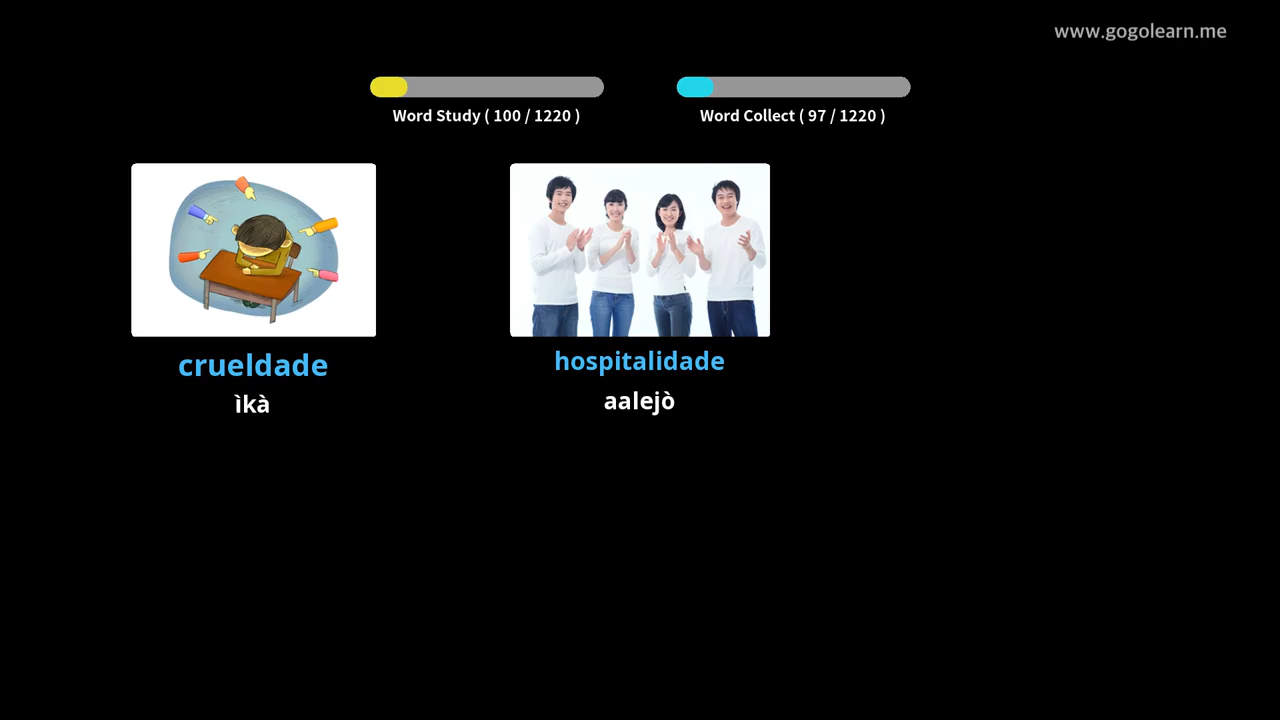 www.gogolearn.me
Word Study ( 100 / 1220 )
Word Collect ( 97 / 1220 )
crueldade
ìkà
hospitalidade
aalejò